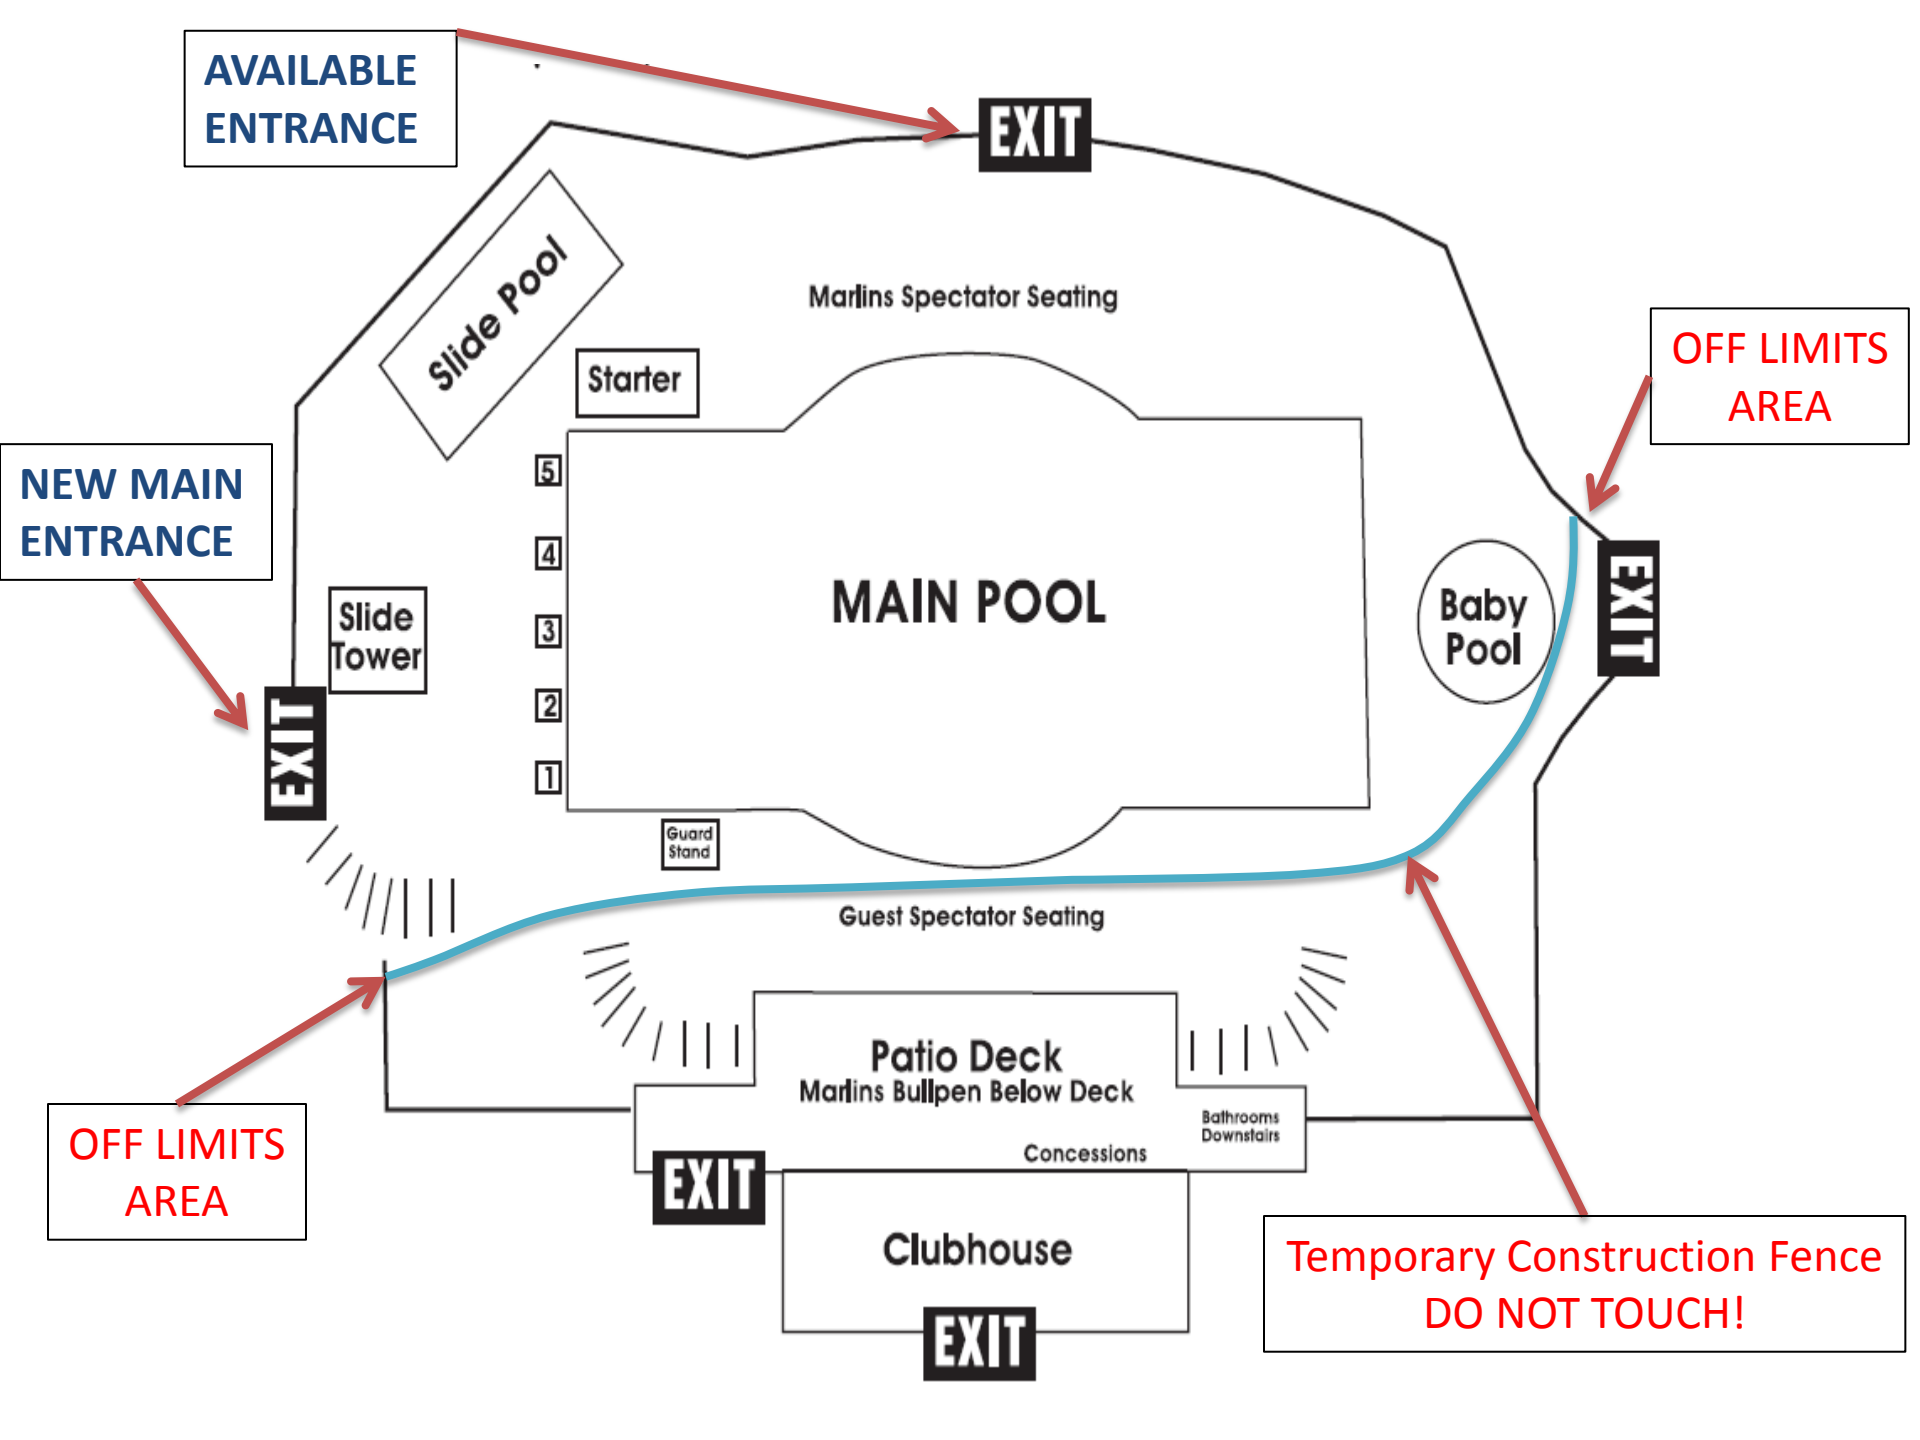 AVAILABLE
ENTRANCE
EXIT
Slide Pool
Marlins Spectator Seating
OFF LIMITS
AREA
Starter
NEW MAIN
ENTRANCE
5
4
3
2
1
MAIN POOL
Baby
Pool
EXIT
Slide
Tower
EXIT
Guard
Stand
Guest Spectator Seating
Patio Deck
Marlins Bullpen Below Deck
Bathrooms
Downstairs
Concessions
OFF LIMITS
AREA
EXIT
Clubhouse
EXIT
Temporary Construction Fence
DO NOT TOUCH!